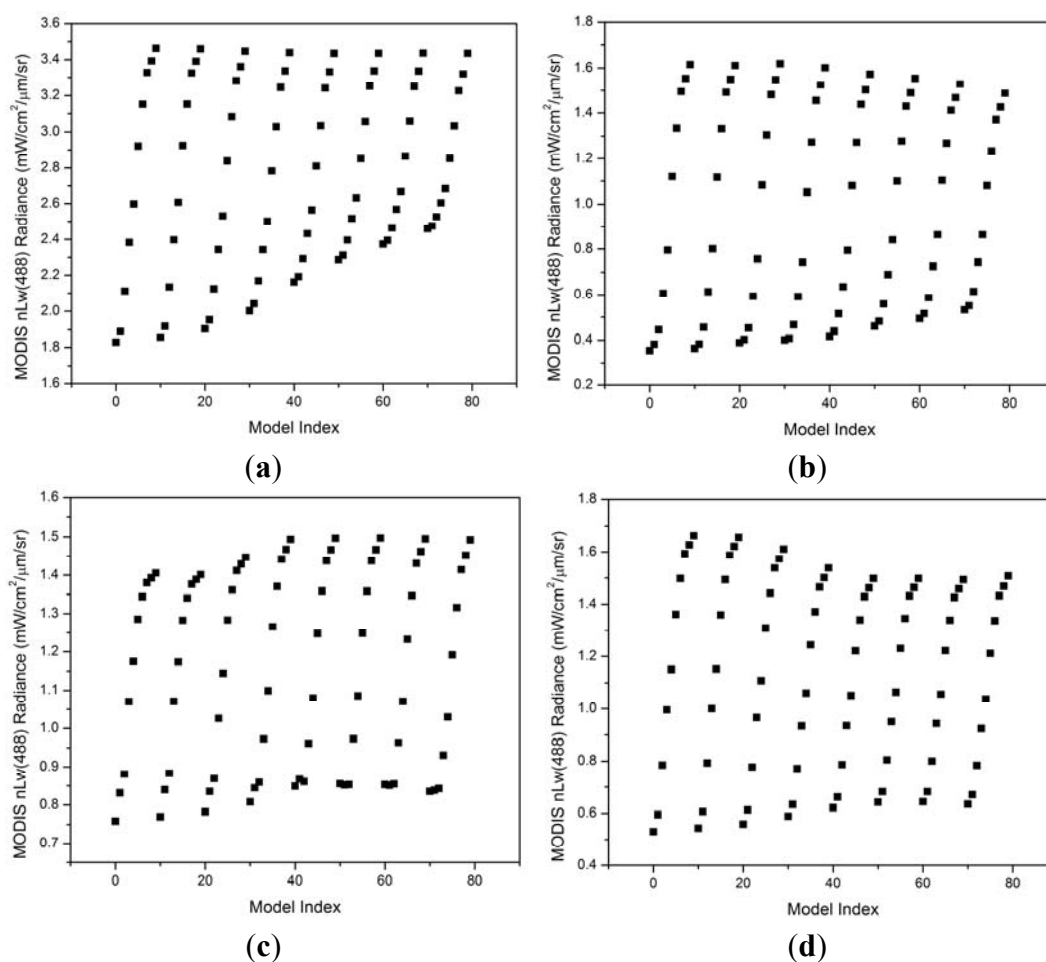 MODIS nLw(488) Radiance (mW/cm²/μm/sr)
3.6
3.4
3.2
3.0
2.8
2.6
2.4
2.2
2.0
1.8
1.6
0 20 40 60 80
Model Index
(a)
MODIS nLw(488) Radiance (mW/cm²/μm/sr)
1.8
1.6
1.4
1.2
1.0
0.8
0.6
0.4
0.2
0 20 40 60 80
Model Index
(b)
MODIS nLw(488) Radiance (mW/cm²/μm/sr)
1.6
1.5
1.4
1.3
1.2
1.1
1.0
0.9
0.8
0.7
0 20 40 60 80
Model Index
(c)
MODIS nLw(488) Radiance (mW/cm²/μm/sr)
1.8
1.6
1.4
1.2
1.0
0.8
0.6
0.4
0 20 40 60 80
Model Index
(d)